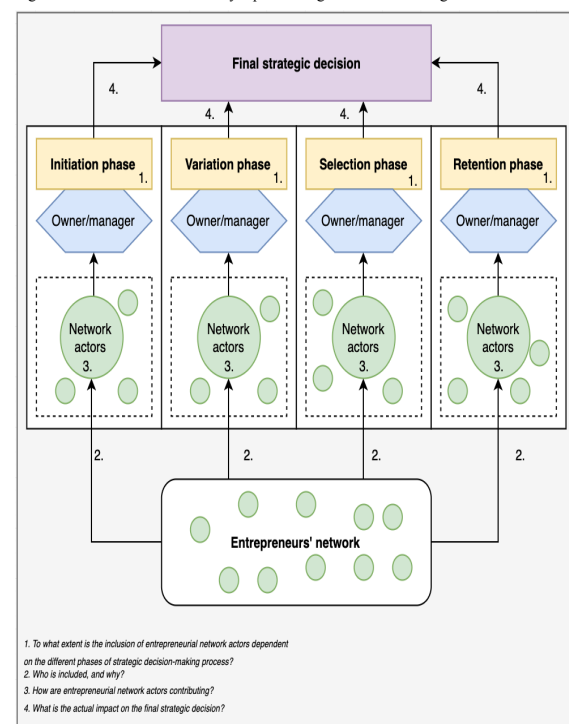 Final strategic decision
4.
4.
4.
4.
Initiation phase
1.
Variation phase
1.
Selection phase
1.
Retention phase
1.
Owner/manager
Owner/manager
Owner/manager
Owner/manager
Network
actors
3.
Network
actors
3.
Network
actors
3.
Network
actors
3.
2.
2.
2.
2.
Entrepreneurs' network
1. To what extent is the inclusion of entrepreneurial network actors dependent
on the different phases of strategic decision-making process?
2. Who is included, and why?
3. How are entrepreneurial network actors contributing?
4. What is the actual impact on the final strategic decision?